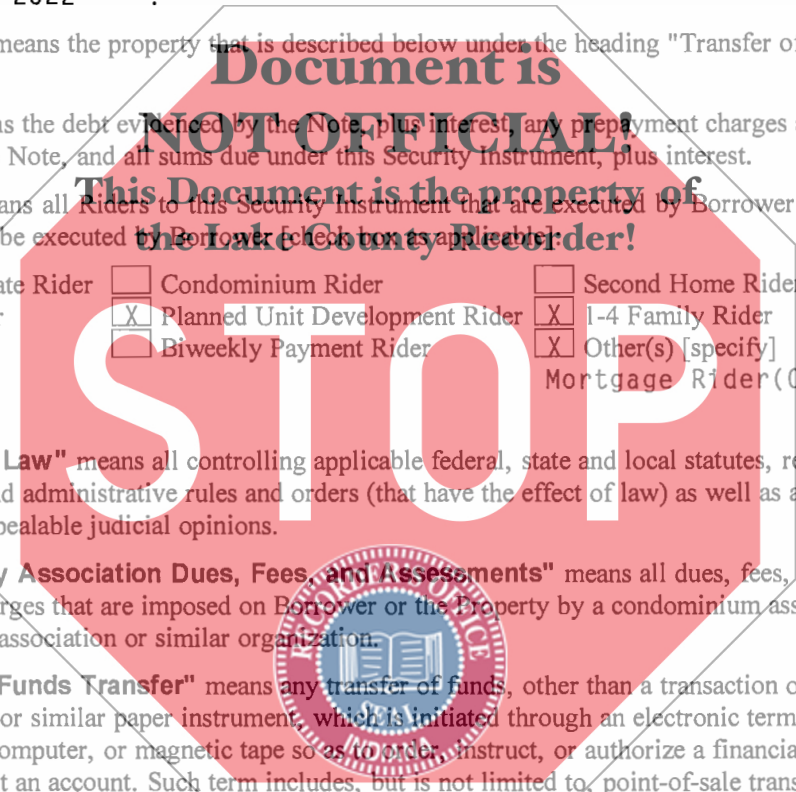 2022
means the property that is described below under the heading "Transfer of
Document is
as the debt evidenced by the Note, plus interest, any prepayment charges
NOT OFFICIAL!
Note, and all sums due under this Security Instrument, plus interest.
This Document is the property of
ans all Riders to this Security Instrument that are executed by Borrower
the Lake County Recorder!
be executed by Borrower [check box as applicable]:
ate Rider Condominium Rider Second Home Rider
r X Planned Unit Development Rider X 1-4 Family Rider
Biweekly Payment Rider X Other(s) [specify]
Mortgage Rider(
STOP
Law" means all controlling applicable federal, state and local statutes, re
d administrative rules and orders (that have the effect of law) as well as a
pealable judicial opinions.
y Association Dues, Fees, and Assessments" means all dues, fees,
rges that are imposed on Borrower or the Property by a condominium ass
association or similar organization.
RECORDER'S OFFICE
SEAL
INDIANA
Funds Transfer" means any transfer of funds, other than a transaction o
or similar paper instrument, which is initiated through an electronic term
omputer, or magnetic tape so as to order, instruct, or authorize a financia
t an account. Such term includes, but is not limited to, point-of-sale trans